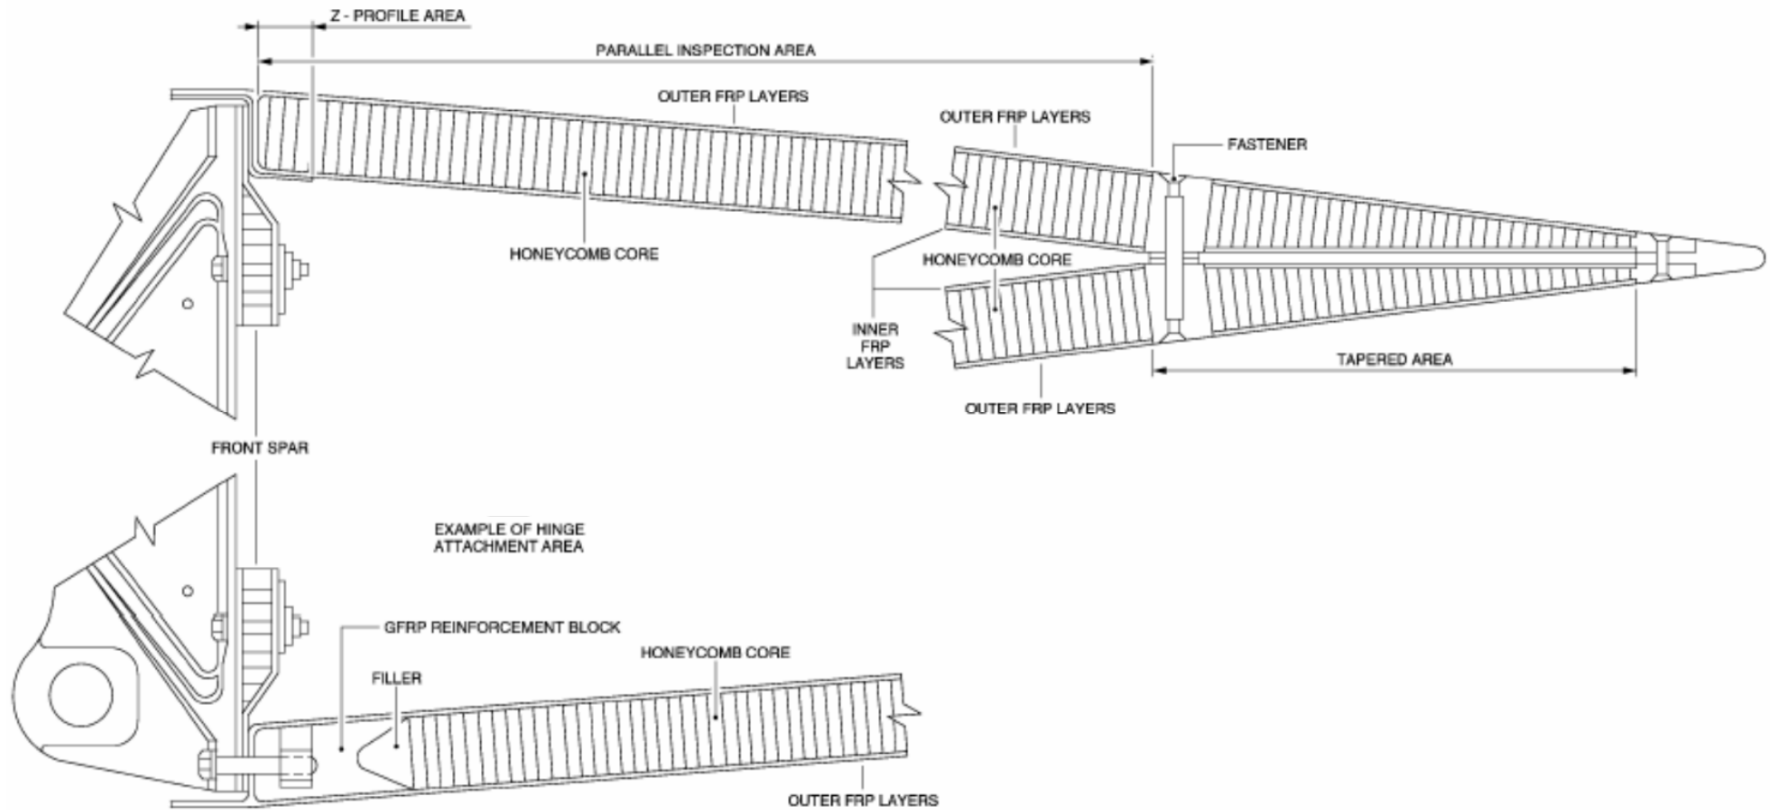 Z - PROFILE AREA
PARALLEL INSPECTION AREA
OUTER FRP LAYERS
OUTER FRP LAYERS
FASTENER
HONEYCOMB CORE
HONEYCOMB CORE
INNER
FRP
LAYERS
TAPERED AREA
OUTER FRP LAYERS
FRONT SPAR
EXAMPLE OF HINGE
ATTACHMENT AREA
GFRP REINFORCEMENT BLOCK
HONEYCOMB CORE
FILLER
OUTER FRP LAYERS